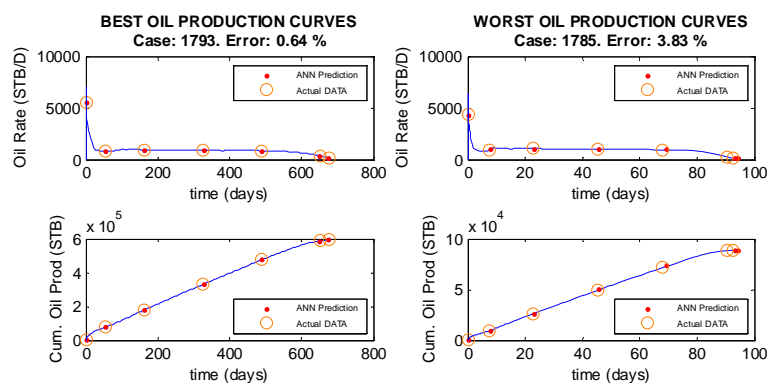 BEST OIL PRODUCTION CURVES
Case: 1793. Error: 0.64 %
10000
5000
0
Oil Rate (STB/D)
ANN Prediction
Actual DATA
0 200 400 600 800
time (days)
WORST OIL PRODUCTION CURVES
Case: 1785. Error: 3.83 %
10000
5000
0
Oil Rate (STB/D)
ANN Prediction
Actual DATA
0 20 40 60 80 100
time (days)
x 10^5
6
4
2
0
Cum. Oil Prod (STB)
ANN Prediction
Actual DATA
0 200 400 600 800
time (days)
x 10^4
10
5
0
Cum. Oil Prod (STB)
ANN Prediction
Actual DATA
0 20 40 60 80 100
time (days)